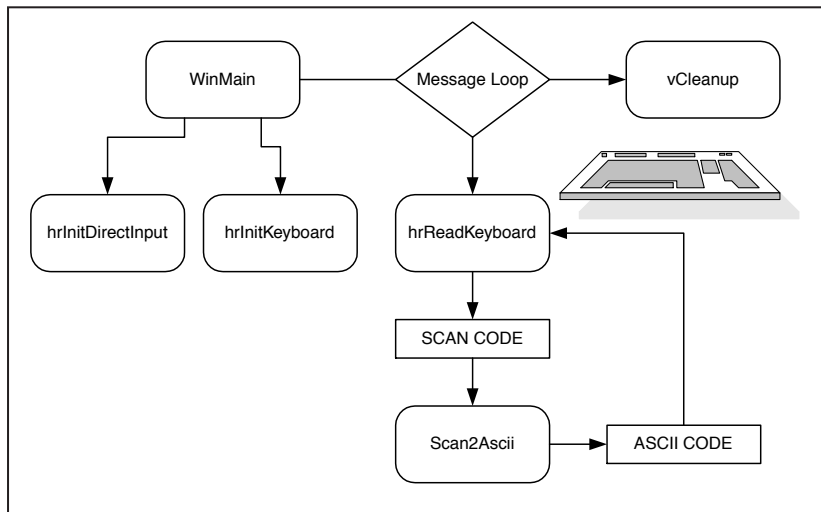 WinMain
Message Loop
vCleanup
hrInitDirectInput
hrInitKeyboard
hrReadKeyboard
SCAN CODE
Scan2Ascii
ASCII CODE